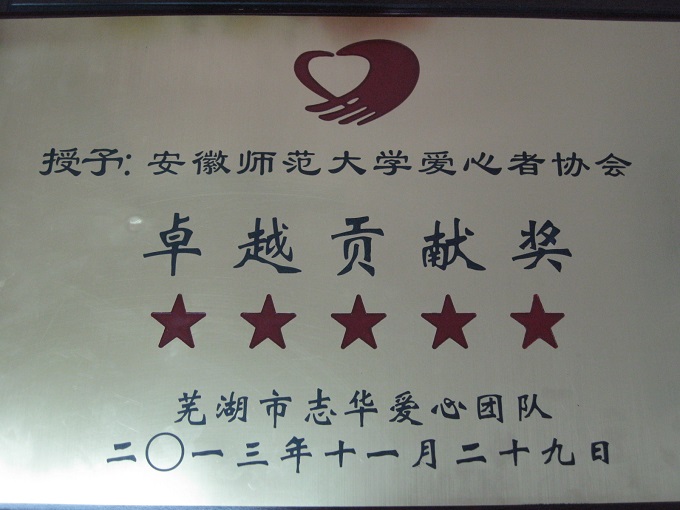 授予：安徽师范大学爱心者协会
卓越贡献奖
芜湖市志华爱心团队
二〇一三年十一月二十九日